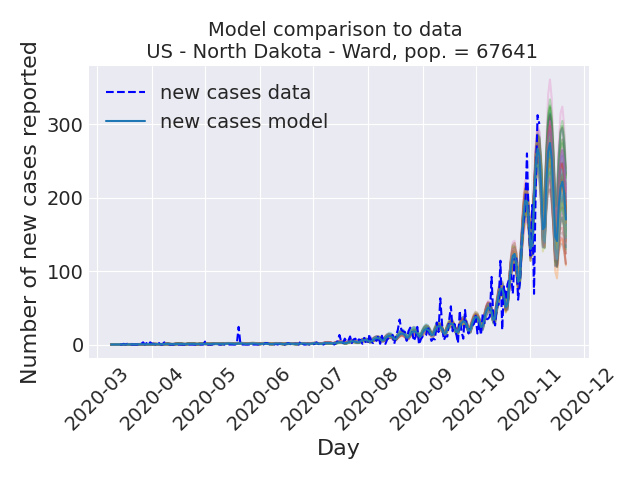 Model comparison to data
US - North Dakota - Ward, pop. = 67641
Number of new cases reported
300
200
100
0
new cases data
new cases model
2020-03
2020-04
2020-05
2020-06
2020-07
2020-08
2020-09
2020-10
2020-11
2020-12
Day